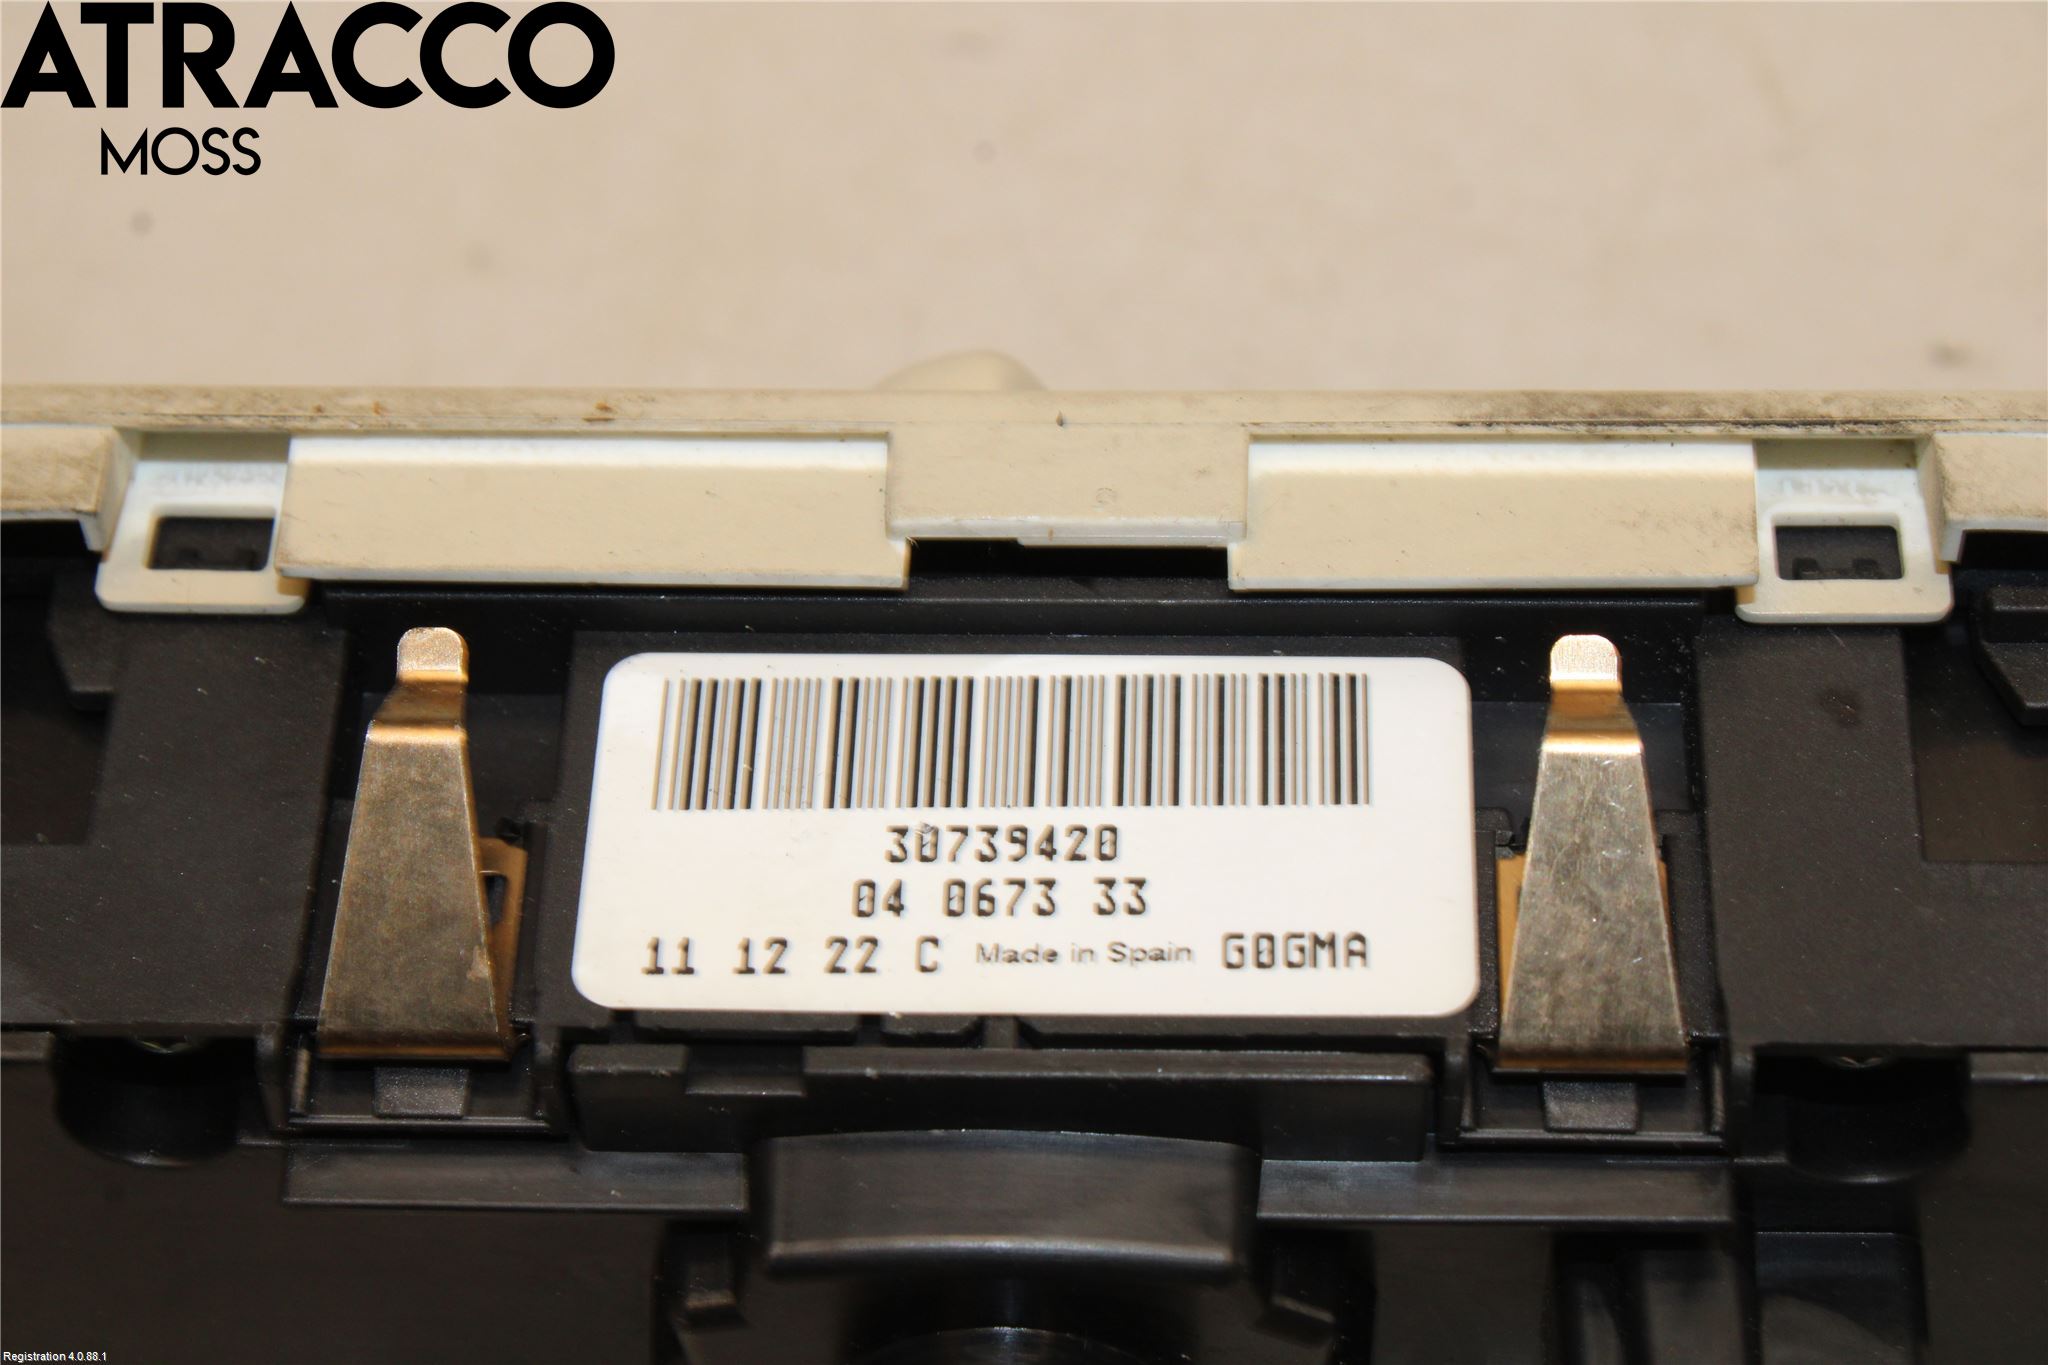 ATRACCO
MOSS
30739420
04 0673 33
11 12 22 C Made in Spain G0GMA
Registration 4.0.88.1